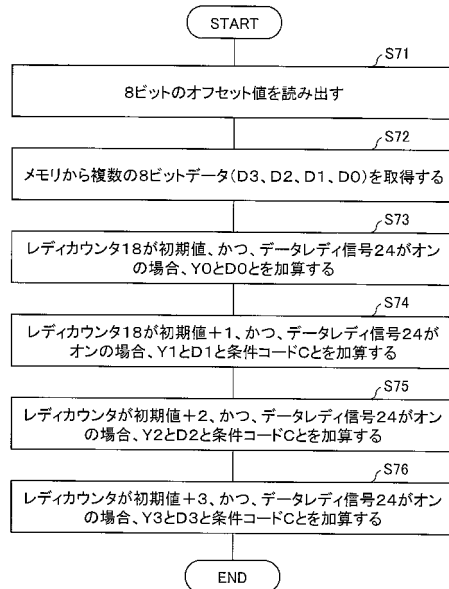 START
S71
8ビットのオフセット値を読み出す
S72
メモリから複数の8ビットデータ(D3、D2、D1、D0)を取得する
S73
レディカウンタ18が初期値、かつ、データレディ信号24がオン
の場合、Y0とD0とを加算する
S74
レディカウンタ18が初期値+1、かつ、データレディ信号24が
オンの場合、Y1とD1と条件コードCとを加算する
S75
レディカウンタが初期値+2、かつ、データレディ信号24がオン
の場合、Y2とD2と条件コードCとを加算する
S76
レディカウンタが初期値+3、かつ、データレディ信号24がオン
の場合、Y3とD3と条件コードCとを加算する
END